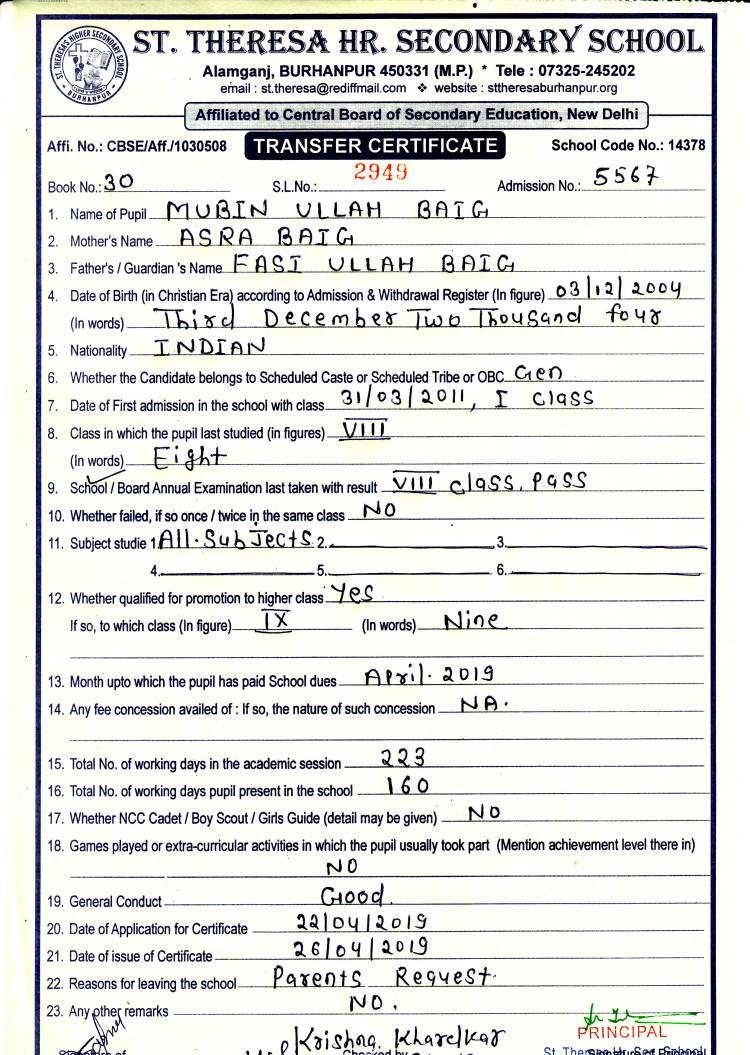 ST. THERESA'S HIGHER SECONDARY SCHOOL
BURHANPUR
ST. THERESA HR. SECONDARY SCHOOL
Alamganj, BURHANPUR 450331 (M.P.) * Tele : 07325-245202
email : st.theresa@rediffmail.com ❖ website : sttheresaburhanpur.org
Affiliated to Central Board of Secondary Education, New Delhi
Affi. No.: CBSE/Aff./1030508 TRANSFER CERTIFICATE School Code No.: 14378
Book No.: 30 S.L.No.: 2949 Admission No.: 5567
1. Name of Pupil MUBIN ULLAH BAIG
2. Mother's Name ASRA BAIG
3. Father's / Guardian 's Name FASI ULLAH BAIG
4. Date of Birth (in Christian Era) according to Admission & Withdrawal Register (In figure) 03/12/2004
(In words) Third December Two Thousand four
5. Nationality INDIAN
6. Whether the Candidate belongs to Scheduled Caste or Scheduled Tribe or OBC Gen
7. Date of First admission in the school with class 31/03/2011, I class
8. Class in which the pupil last studied (in figures) VIII
(In words) Eight
9. School / Board Annual Examination last taken with result VIII class, pass
10. Whether failed, if so once / twice in the same class NO
11. Subject studie 1 All. Subjects 2. 3.
4. 5. 6.
12. Whether qualified for promotion to higher class Yes
If so, to which class (In figure) IX (In words) Nine
13. Month upto which the pupil has paid School dues April. 2019
14. Any fee concession availed of : If so, the nature of such concession NA.
15. Total No. of working days in the academic session 223
16. Total No. of working days pupil present in the school 160
17. Whether NCC Cadet / Boy Scout / Girls Guide (detail may be given) NO
18. Games played or extra-curricular activities in which the pupil usually took part (Mention achievement level there in)
NO
19. General Conduct Good.
20. Date of Application for Certificate 22/04/2019
21. Date of issue of Certificate 26/04/2019
22. Reasons for leaving the school Parents Request.
23. Any other remarks NO.
Krishna Kharelkar
PRINCIPAL